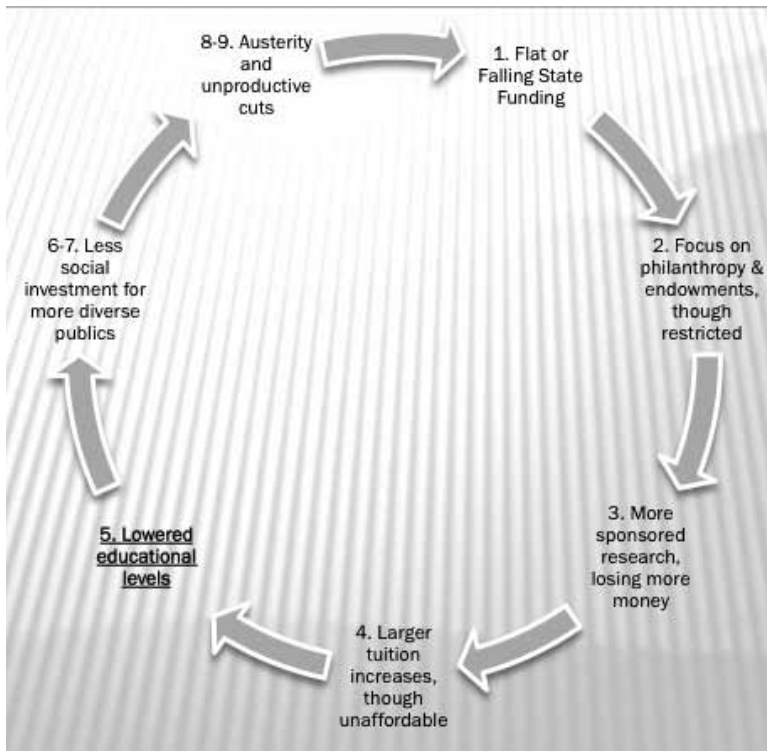 8-9. Austerity
and
unproductive
cuts
1. Flat or
Falling State
Funding
2. Focus on
philanthropy &
endowments,
though
restricted
3. More
sponsored
research,
losing more
money
4. Larger
tuition
increases,
though
unaffordable
5. Lowered
educational
levels
6-7. Less
social
investment for
more diverse
publics